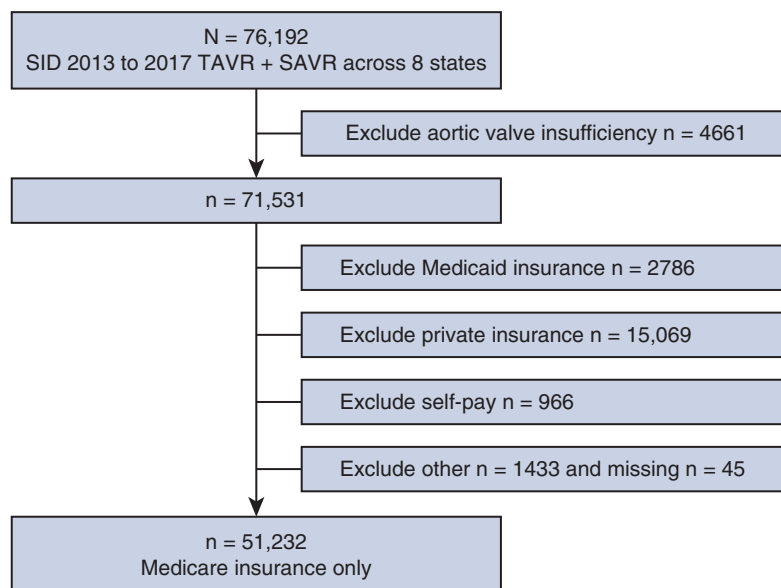 N = 76,192
SID 2013 to 2017 TAVR + SAVR across 8 states
Exclude aortic valve insufficiency n = 4661
n = 71,531
Exclude Medicaid insurance n = 2786
Exclude private insurance n = 15,069
Exclude self-pay n = 966
Exclude other n = 1433 and missing n = 45
n = 51,232
Medicare insurance only